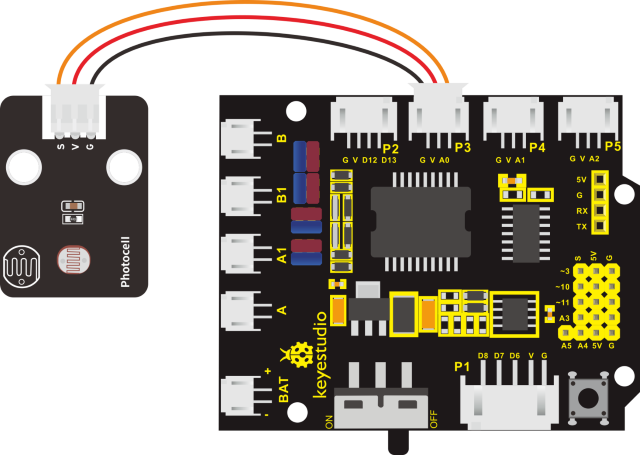 S V G
Photocell
P2
G V D12 D13
P3
G V A0
P4
G V A1
P5
G V A2
B
B1
A1
A
BAT
+
-
5V
G
RX
TX
S 5V G
~3
~10
~11
A3
A5 A4 5V G
keyestudio
ON
OFF
P1
D8 D7 D6 V G